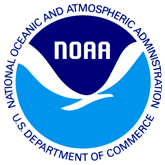 NATIONAL OCEANIC AND ATMOSPHERIC ADMINISTRATION
NOAA
U.S. DEPARTMENT OF COMMERCE